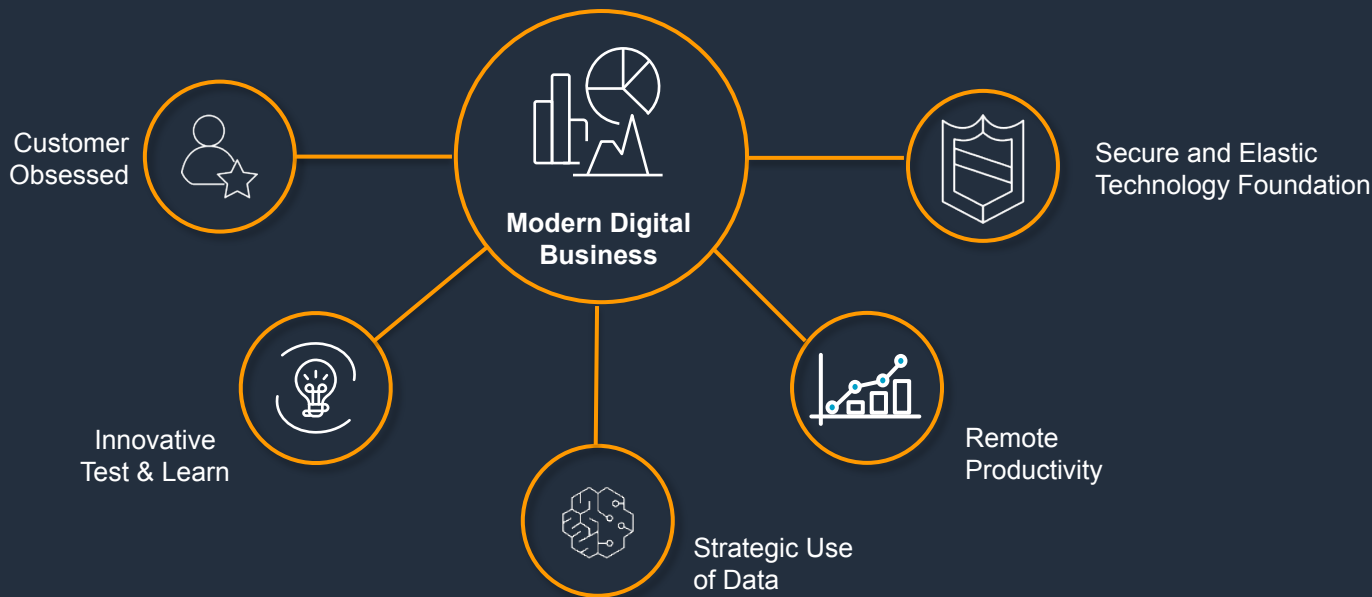 Customer
Obsessed
Modern Digital
Business
Secure and Elastic
Technology Foundation
Innovative
Test & Learn
Remote
Productivity
Strategic Use
of Data